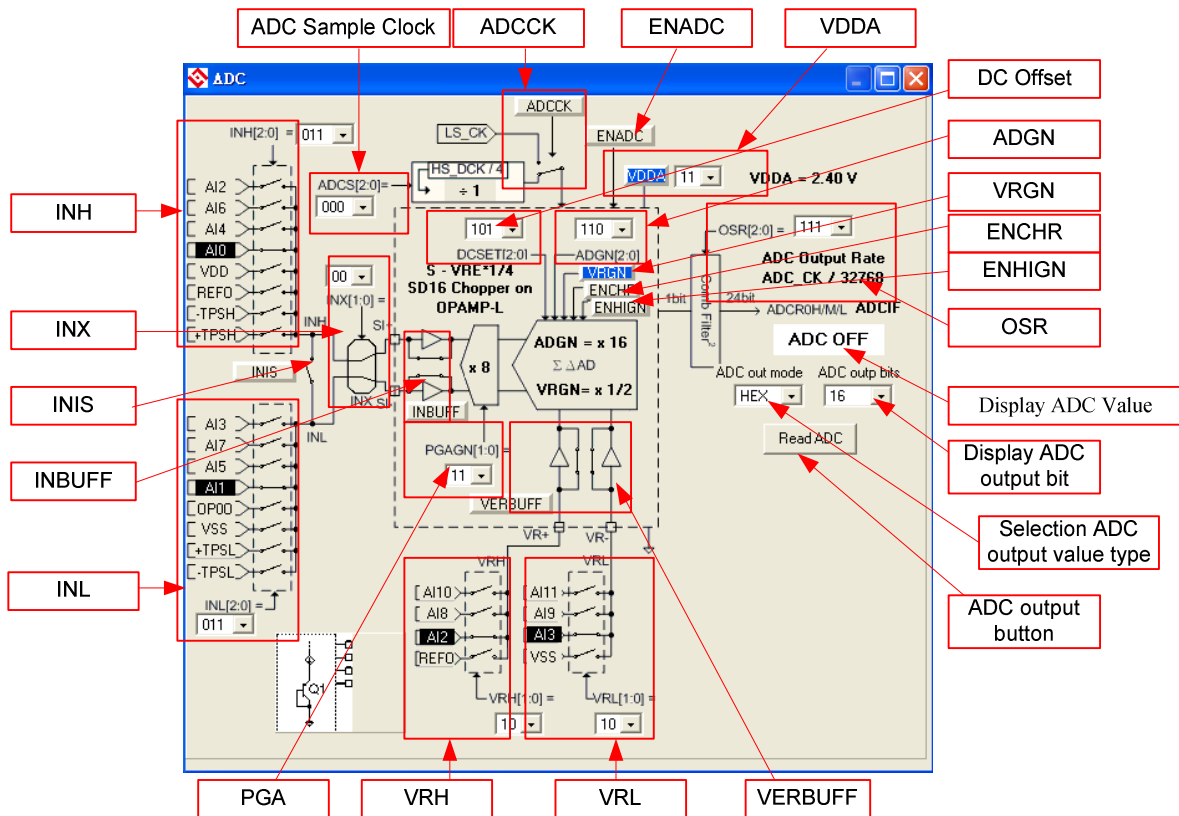 ADC Sample Clock
ADCCK
ENADC
VDDA
DC Offset
ADGN
VRGN
ENCHR
ENHIGN
OSR
Display ADC Value
Display ADC
output bit
Selection ADC
output value type
ADC output
button
INH
INX
INIS
INBUFF
INL
PGA
VRH
VRL
VERBUFF
ADC
INH[2:0] = 011
AI2
AI6
AI4
AI0
VDD
REFO
-TPSH
+TPSH
ADCS[2:0]=
000
LS_CK
ADCCK
HS_DCK / 4
÷ 1
ENADC
VDDA 11 VDDA = 2.40 V
101
DCSET[2:0]
S - VRE*1/4
SD16 Chopper on
OPAMP-L
110
ADGN[2:0]
VRGN
ENCHR
ENHIGN
OSR[2:0] = 111
ADC Output Rate
ADC_CK / 32768
1bit
Comb Filter²
24bit
ADCR0H/M/L ADCIF
ADC OFF
ADC out mode
HEX
ADC outp bits
16
Read ADC
00
INX[1:0]=
INH
SI+
SI-
INX
INL
INIS
INBUFF
x 8
ADGN = x 16
ΣΔAD
VRGN= x 1/2
PGAGN[1:0] =
11
VERBUFF
AI3
AI7
AI5
AI1
OPOO
VSS
+TPSL
-TPSL
INL[2:0]=
011
Q1
VR+
VR-
VRH
AI10
AI8
AI2
REFO
VRH[1:0] =
10
VRL
AI11
AI9
AI3
VSS
VRL[1:0] =
10